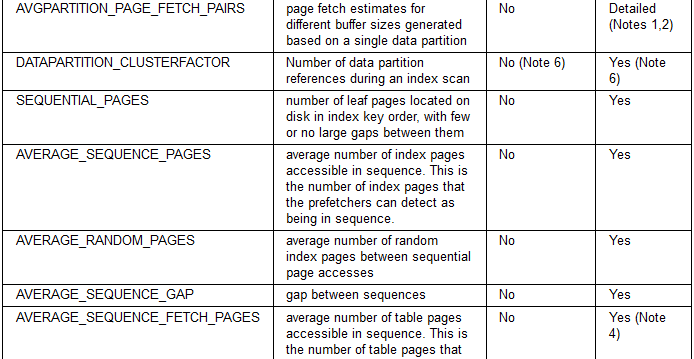 AVGPARTITION_PAGE_FETCH_PAIRS page fetch estimates for No Detailed
different buffer sizes generated (Notes 1,2)
based on a single data partition
DATAPARTITION_CLUSTERFACTOR Number of data partition No (Note 6) Yes (Note
references during an index scan 6)
SEQUENTIAL_PAGES number of leaf pages located on No Yes
disk in index key order, with few
or no large gaps between them
AVERAGE_SEQUENCE_PAGES average number of index pages No Yes
accessible in sequence. This is
the number of index pages that
the prefetchers can detect as
being in sequence.
AVERAGE_RANDOM_PAGES average number of random No Yes
index pages between sequential
page accesses
AVERAGE_SEQUENCE_GAP gap between sequences No Yes
AVERAGE_SEQUENCE_FETCH_PAGES average number of table pages No Yes (Note
accessible in sequence. This is 4)
the number of table pages that